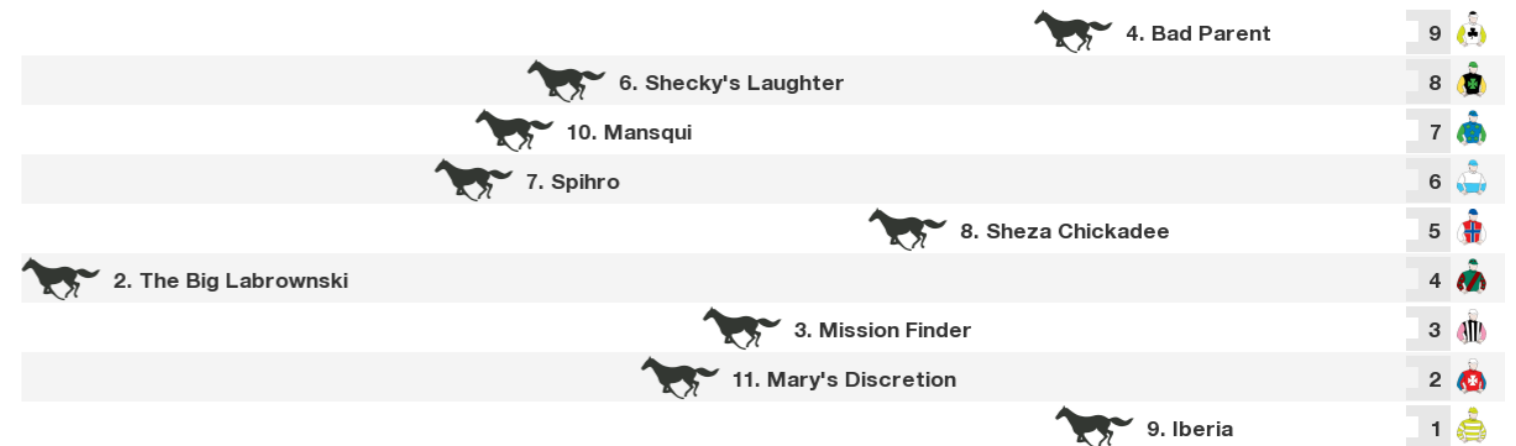 4. Bad Parent 9
6. Shecky's Laughter 8
10. Mansqui 7
7. Spihro 6
8. Sheza Chickadee 5
2. The Big Labrownski 4
3. Mission Finder 3
11. Mary's Discretion 2
9. Iberia 1